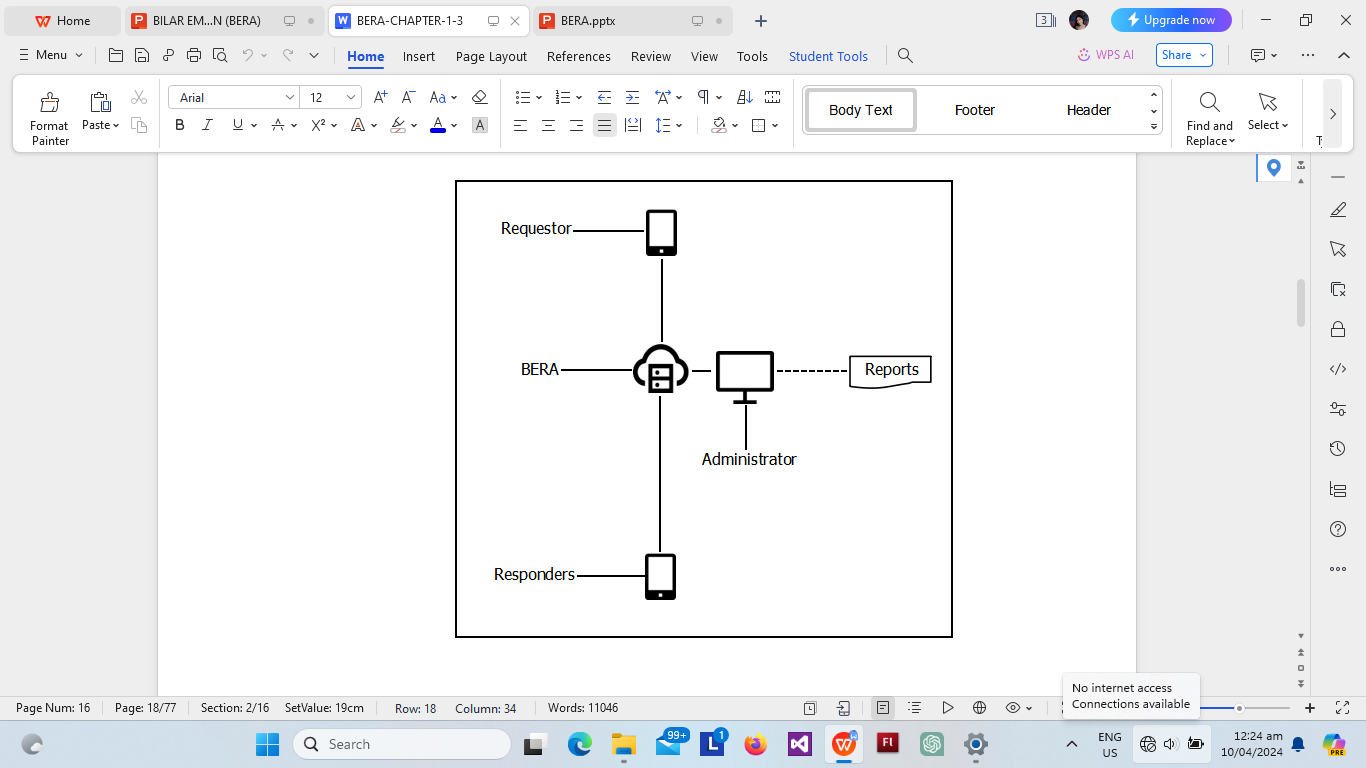 Home
BILAR EM...N (BERA)
BERA-CHAPTER-1-3
BERA.pptx
3
Upgrade now
Menu
Home
Insert
Page Layout
References
Review
View
Tools
Student Tools
WPS AI
Share
Format
Painter
Paste
Arial
12
Body Text
Footer
Header
Find and
Replace
Select
Requestor
BERA
Reports
Administrator
Responders
No internet access
Connections available
Page Num: 16
Page: 18/77
Section: 2/16
SetValue: 19cm
Row: 18
Column: 34
Words: 11046
Search
99+
1
ENG
US
12:24 am
10/04/2024
PRE